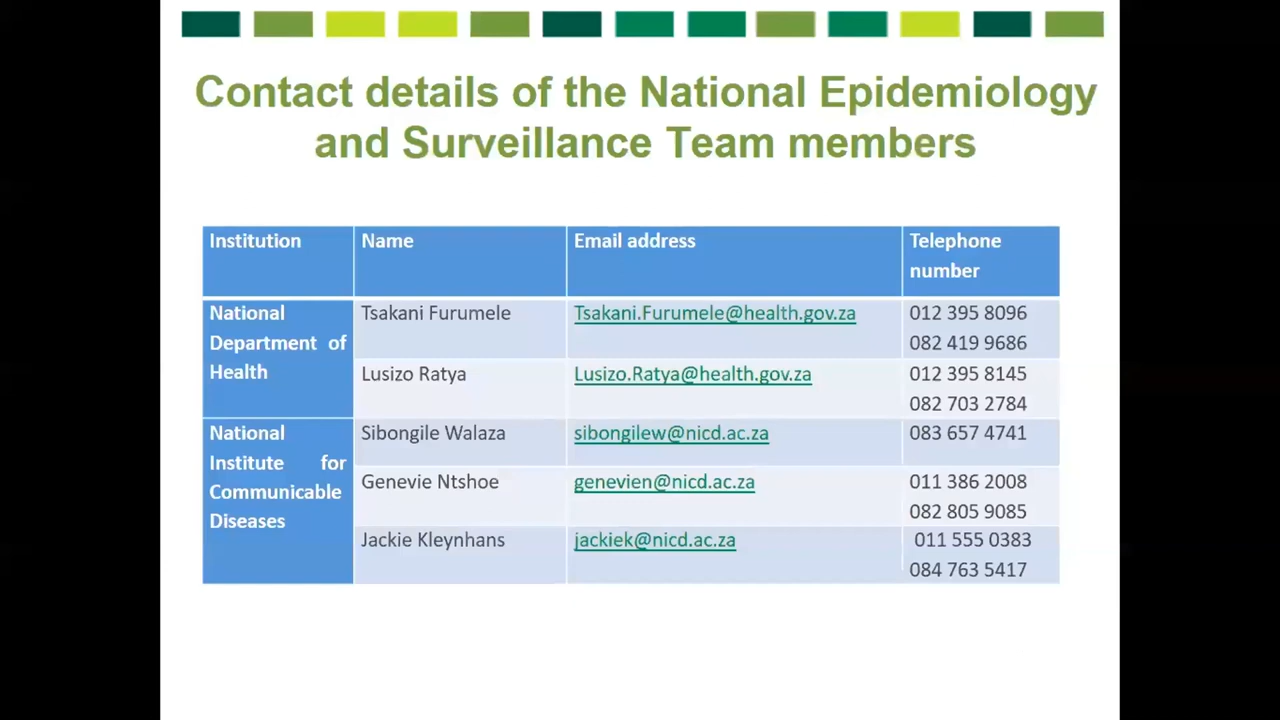 Contact details of the National Epidemiology
and Surveillance Team members
Institution Name Email address Telephone
number
National Tsakani Furumele Tsakani.Furumele@health.gov.za 012 395 8096
Department of 082 419 9686
Health Lusizo Ratya Lusizo.Ratya@health.gov.za 012 395 8145
082 703 2784
National Sibongile Walaza sibongilew@nicd.ac.za 083 657 4741
Institute for
Genevie Ntshoe genevien@nicd.ac.za 011 386 2008
Communicable
082 805 9085
Diseases
Jackie Kleynhans jackiek@nicd.ac.za 011 555 0383
084 763 5417